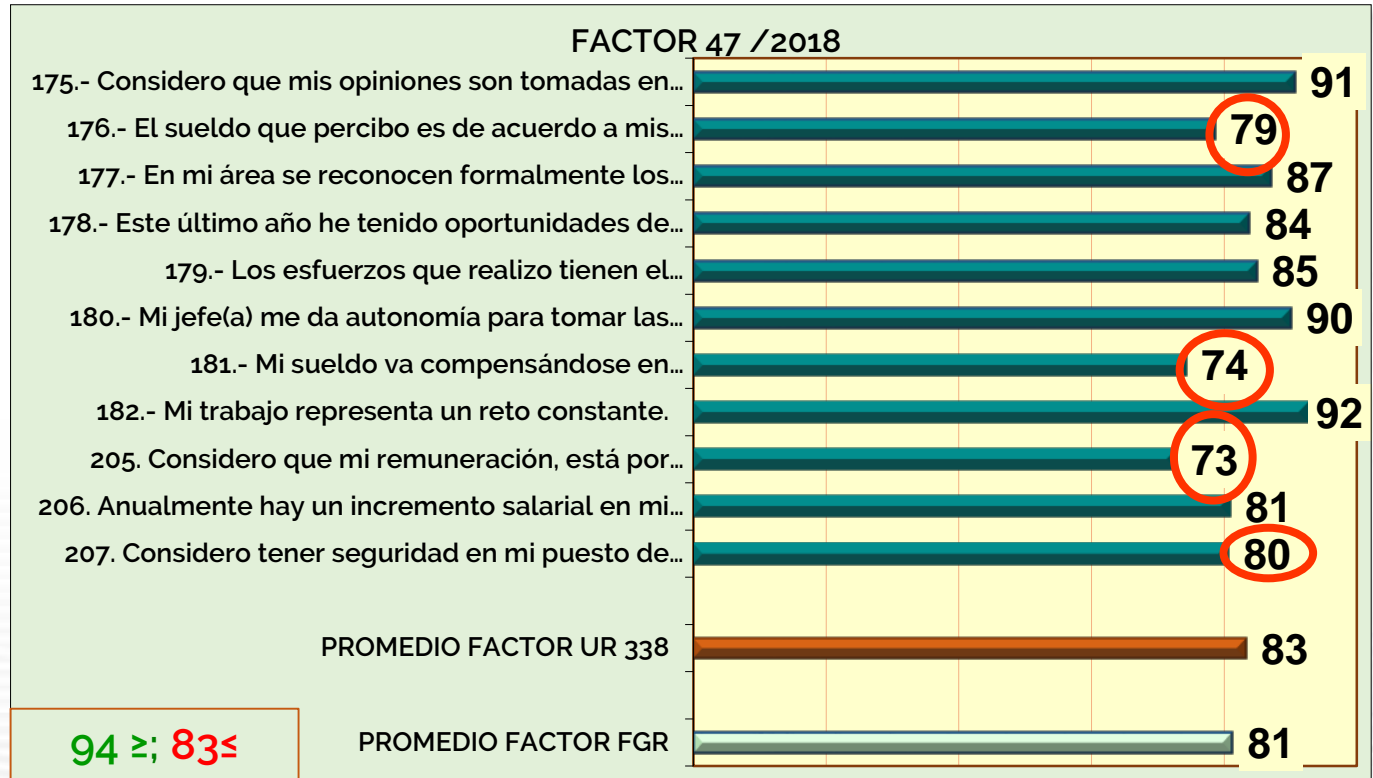 FACTOR 47 /2018
175.- Considero que mis opiniones son tomadas en... 91
176.- El sueldo que percibo es de acuerdo a mis... 79
177.- En mi área se reconocen formalmente los... 87
178.- Este último año he tenido oportunidades de... 84
179.- Los esfuerzos que realizo tienen el... 85
180.- Mi jefe(a) me da autonomía para tomar las... 90
181.- Mi sueldo va compensándose en... 74
182.- Mi trabajo representa un reto constante. 92
205. Considero que mi remuneración, está por... 73
206. Anualmente hay un incremento salarial en mi... 81
207. Considero tener seguridad en mi puesto de... 80
PROMEDIO FACTOR UR 338 83
PROMEDIO FACTOR FGR 81
94 ≥; 83≤